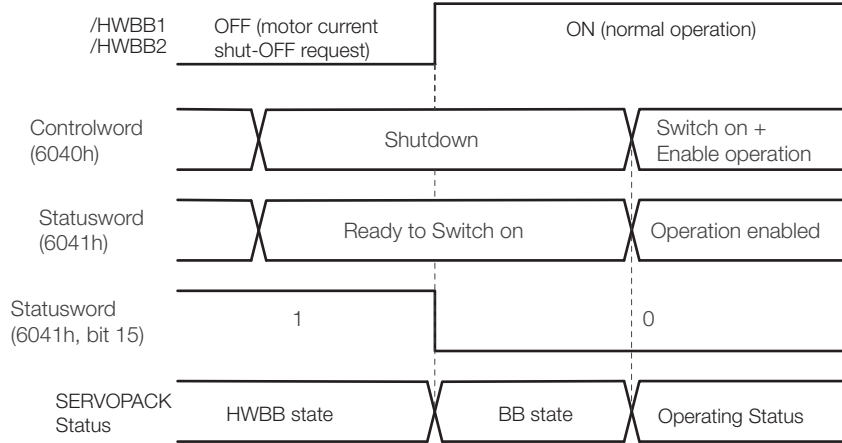 /HWBB1
/HWBB2
OFF (motor current
shut-OFF request)
ON (normal operation)
Controlword
(6040h)
Shutdown
Switch on +
Enable operation
Statusword
(6041h)
Ready to Switch on
Operation enabled
Statusword
(6041h, bit 15)
1
0
SERVOPACK
Status
HWBB state
BB state
Operating Status